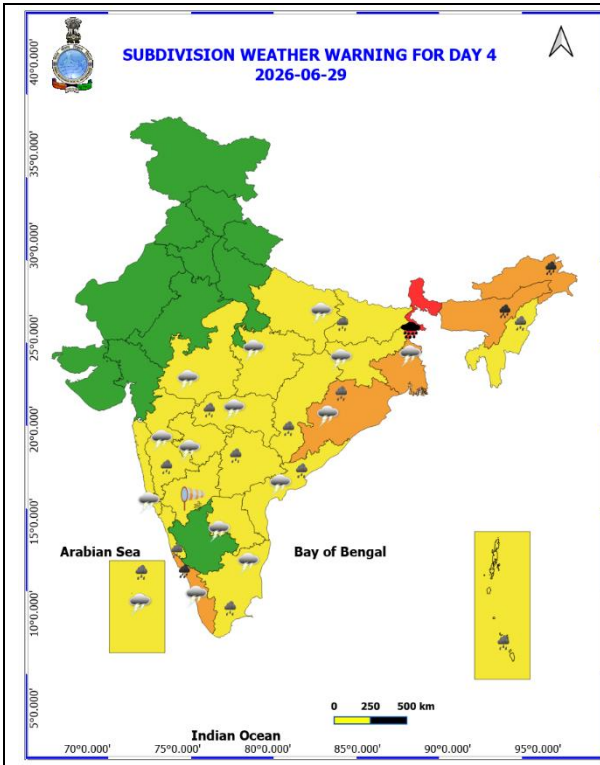 SUBDIVISION WEATHER WARNING FOR DAY 4
2026-06-29
40°0.000'
35°0.000'
30°0.000'
25°0.000'
20°0.000'
15°0.000'
10°0.000'
5°0.000'
Arabian Sea
Bay of Bengal
0 250 500 km
Indian Ocean
70°0.000' 75°0.000' 80°0.000' 85°0.000' 90°0.000' 95°0.000'